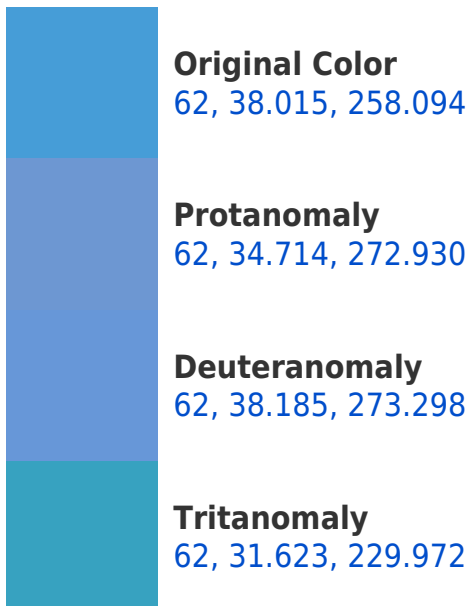 Original Color
62, 38.015, 258.094
Protanomaly
62, 34.714, 272.930
Deuteranomaly
62, 38.185, 273.298
Tritanomaly
62, 31.623, 229.972